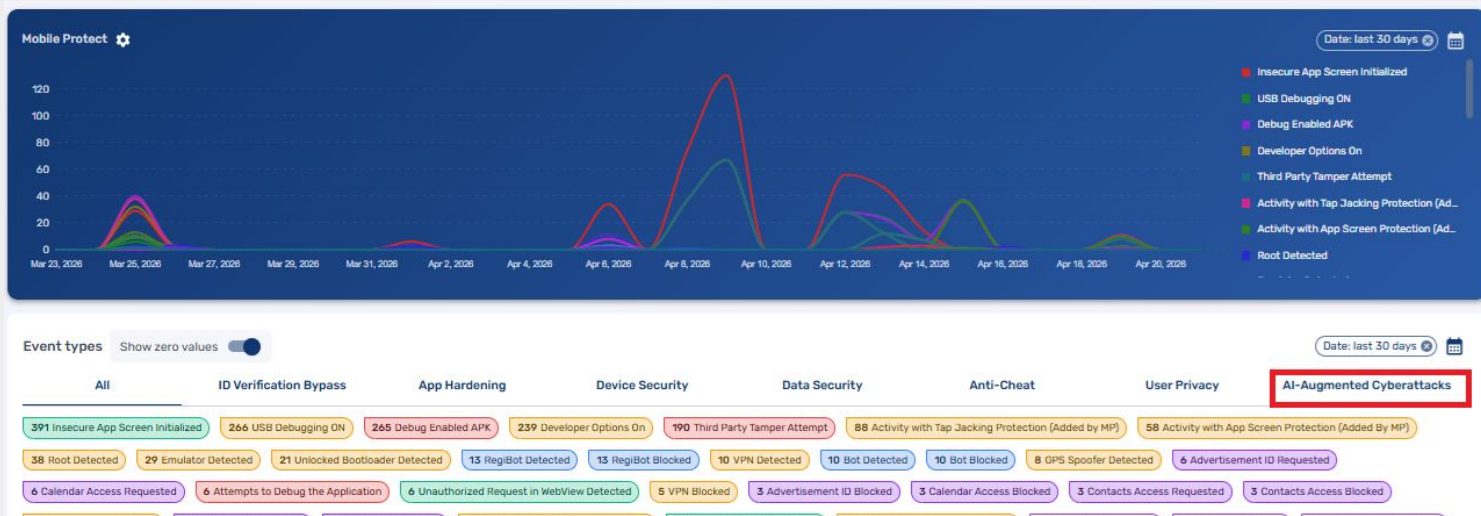 Mobile Protect
Date: last 30 days
Insecure App Screen Initialized
USB Debugging ON
Debug Enabled APK
Developer Options On
Third Party Tamper Attempt
Activity with Tap Jacking Protection (Ad...
Activity with App Screen Protection (Ad...
Root Detected
120
100
80
60
40
20
0
Mar 23, 2026 Mar 25, 2026 Mar 27, 2026 Mar 29, 2026 Mar 31, 2026 Apr 2, 2026 Apr 4, 2026 Apr 6, 2026 Apr 8, 2026 Apr 10, 2026 Apr 12, 2026 Apr 14, 2026 Apr 16, 2026 Apr 18, 2026 Apr 20, 2026
Event types Show zero values Date: last 30 days
All ID Verification Bypass App Hardening Device Security Data Security Anti-Cheat User Privacy AI-Augmented Cyberattacks
391 Insecure App Screen Initialized 266 USB Debugging ON 265 Debug Enabled APK 239 Developer Options On 190 Third Party Tamper Attempt 88 Activity with Tap Jacking Protection (Added by MP) 58 Activity with App Screen Protection (Added By MP)
38 Root Detected 29 Emulator Detected 21 Unlocked Bootloader Detected 13 RegiBot Detected 13 RegiBot Blocked 10 VPN Detected 10 Bot Detected 10 Bot Blocked 8 GPS Spoofer Detected 6 Advertisement ID Requested
6 Calendar Access Requested 6 Attempts to Debug the Application 6 Unauthorized Request in WebView Detected 5 VPN Blocked 3 Advertisement ID Blocked 3 Calendar Access Blocked 3 Contacts Access Requested 3 Contacts Access Blocked